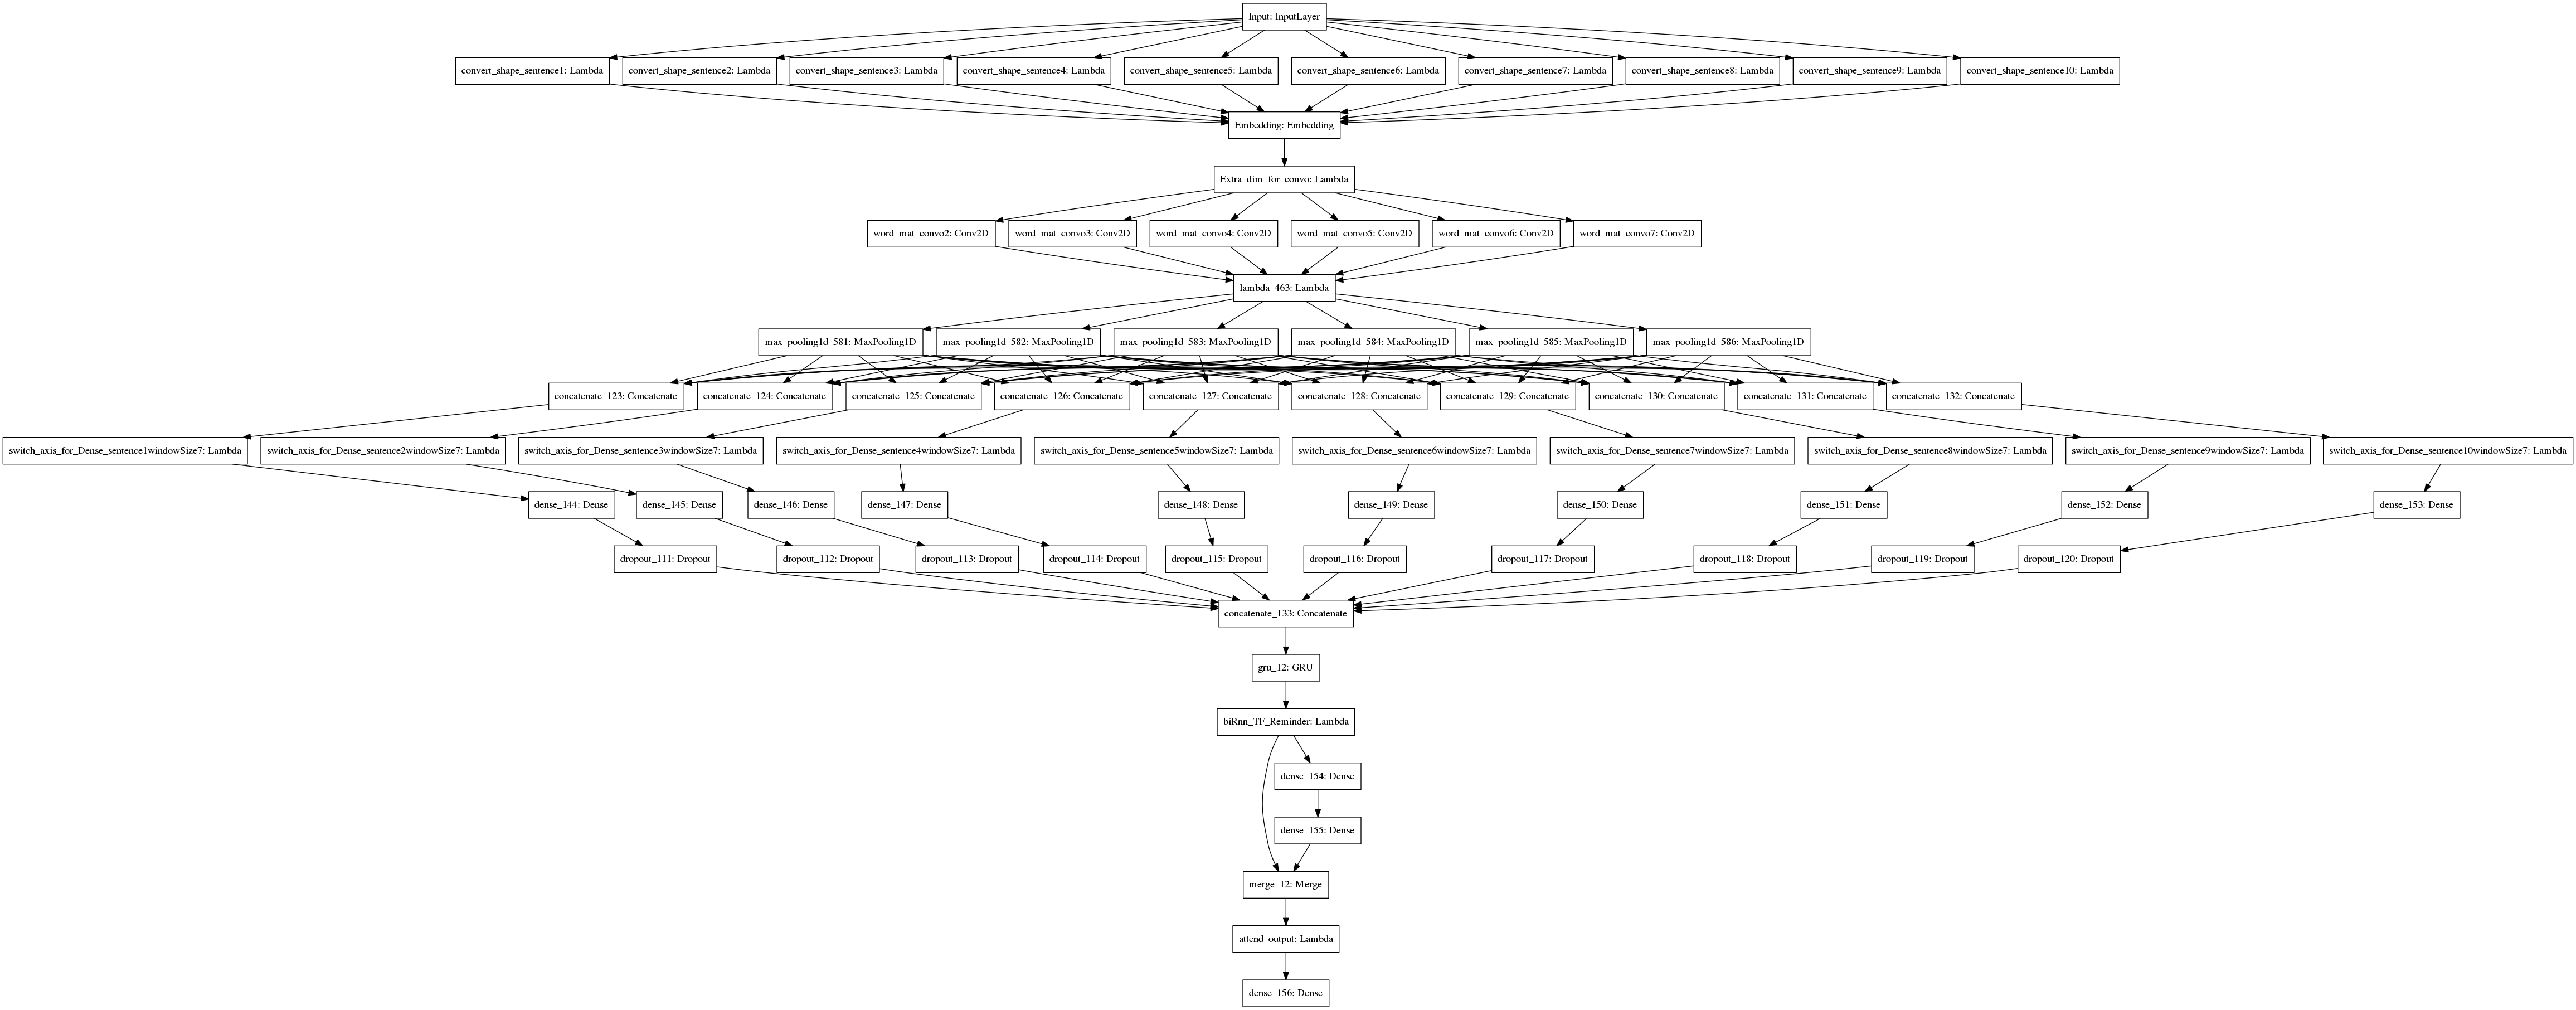 Input: InputLayer
convert_shape_sentence1: Lambda
convert_shape_sentence2: Lambda
convert_shape_sentence3: Lambda
convert_shape_sentence4: Lambda
convert_shape_sentence5: Lambda
convert_shape_sentence6: Lambda
convert_shape_sentence7: Lambda
convert_shape_sentence8: Lambda
convert_shape_sentence9: Lambda
convert_shape_sentence10: Lambda
Embedding: Embedding
Extra_dim_for_convo: Lambda
word_mat_convo2: Conv2D
word_mat_convo3: Conv2D
word_mat_convo4: Conv2D
word_mat_convo5: Conv2D
word_mat_convo6: Conv2D
word_mat_convo7: Conv2D
lambda_463: Lambda
max_pooling1d_581: MaxPooling1D
max_pooling1d_582: MaxPooling1D
max_pooling1d_583: MaxPooling1D
max_pooling1d_584: MaxPooling1D
max_pooling1d_585: MaxPooling1D
max_pooling1d_586: MaxPooling1D
concatenate_123: Concatenate
concatenate_124: Concatenate
concatenate_125: Concatenate
concatenate_126: Concatenate
concatenate_127: Concatenate
concatenate_128: Concatenate
concatenate_129: Concatenate
concatenate_130: Concatenate
concatenate_131: Concatenate
concatenate_132: Concatenate
switch_axis_for_Dense_sentence1windowSize7: Lambda
switch_axis_for_Dense_sentence2windowSize7: Lambda
switch_axis_for_Dense_sentence3windowSize7: Lambda
switch_axis_for_Dense_sentence4windowSize7: Lambda
switch_axis_for_Dense_sentence5windowSize7: Lambda
switch_axis_for_Dense_sentence6windowSize7: Lambda
switch_axis_for_Dense_sentence7windowSize7: Lambda
switch_axis_for_Dense_sentence8windowSize7: Lambda
switch_axis_for_Dense_sentence9windowSize7: Lambda
switch_axis_for_Dense_sentence10windowSize7: Lambda
dense_144: Dense
dense_145: Dense
dense_146: Dense
dense_147: Dense
dense_148: Dense
dense_149: Dense
dense_150: Dense
dense_151: Dense
dense_152: Dense
dense_153: Dense
dropout_111: Dropout
dropout_112: Dropout
dropout_113: Dropout
dropout_114: Dropout
dropout_115: Dropout
dropout_116: Dropout
dropout_117: Dropout
dropout_118: Dropout
dropout_119: Dropout
dropout_120: Dropout
concatenate_133: Concatenate
gru_12: GRU
biRnn_TF_Reminder: Lambda
dense_154: Dense
dense_155: Dense
merge_12: Merge
attend_output: Lambda
dense_156: Dense